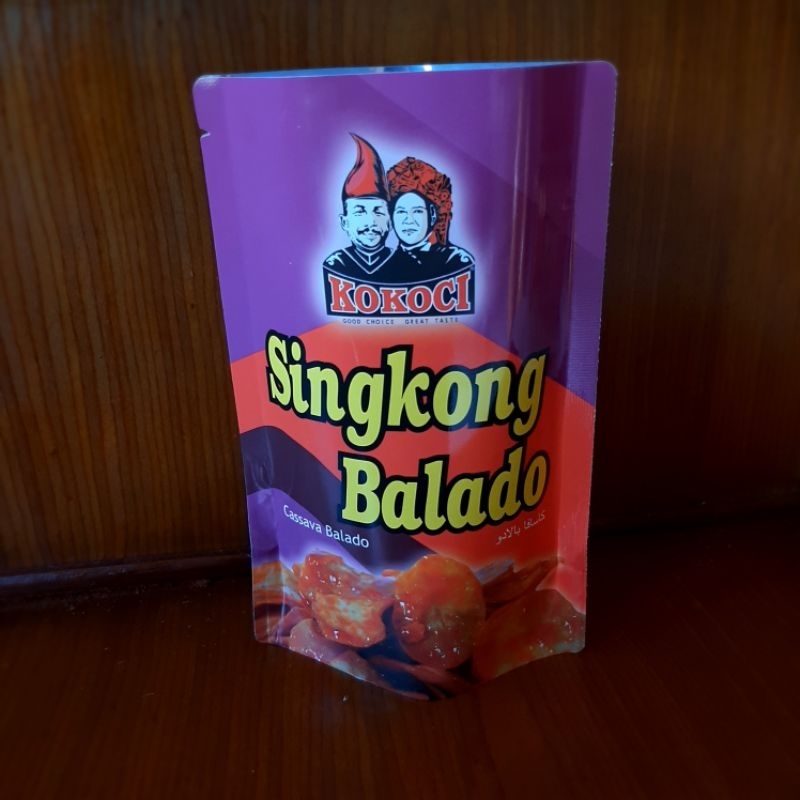 KOKOCI
GOOD CHOICE GREAT TASTE
Singkong
Balado
Cassava Balado
كاسافا بالادو